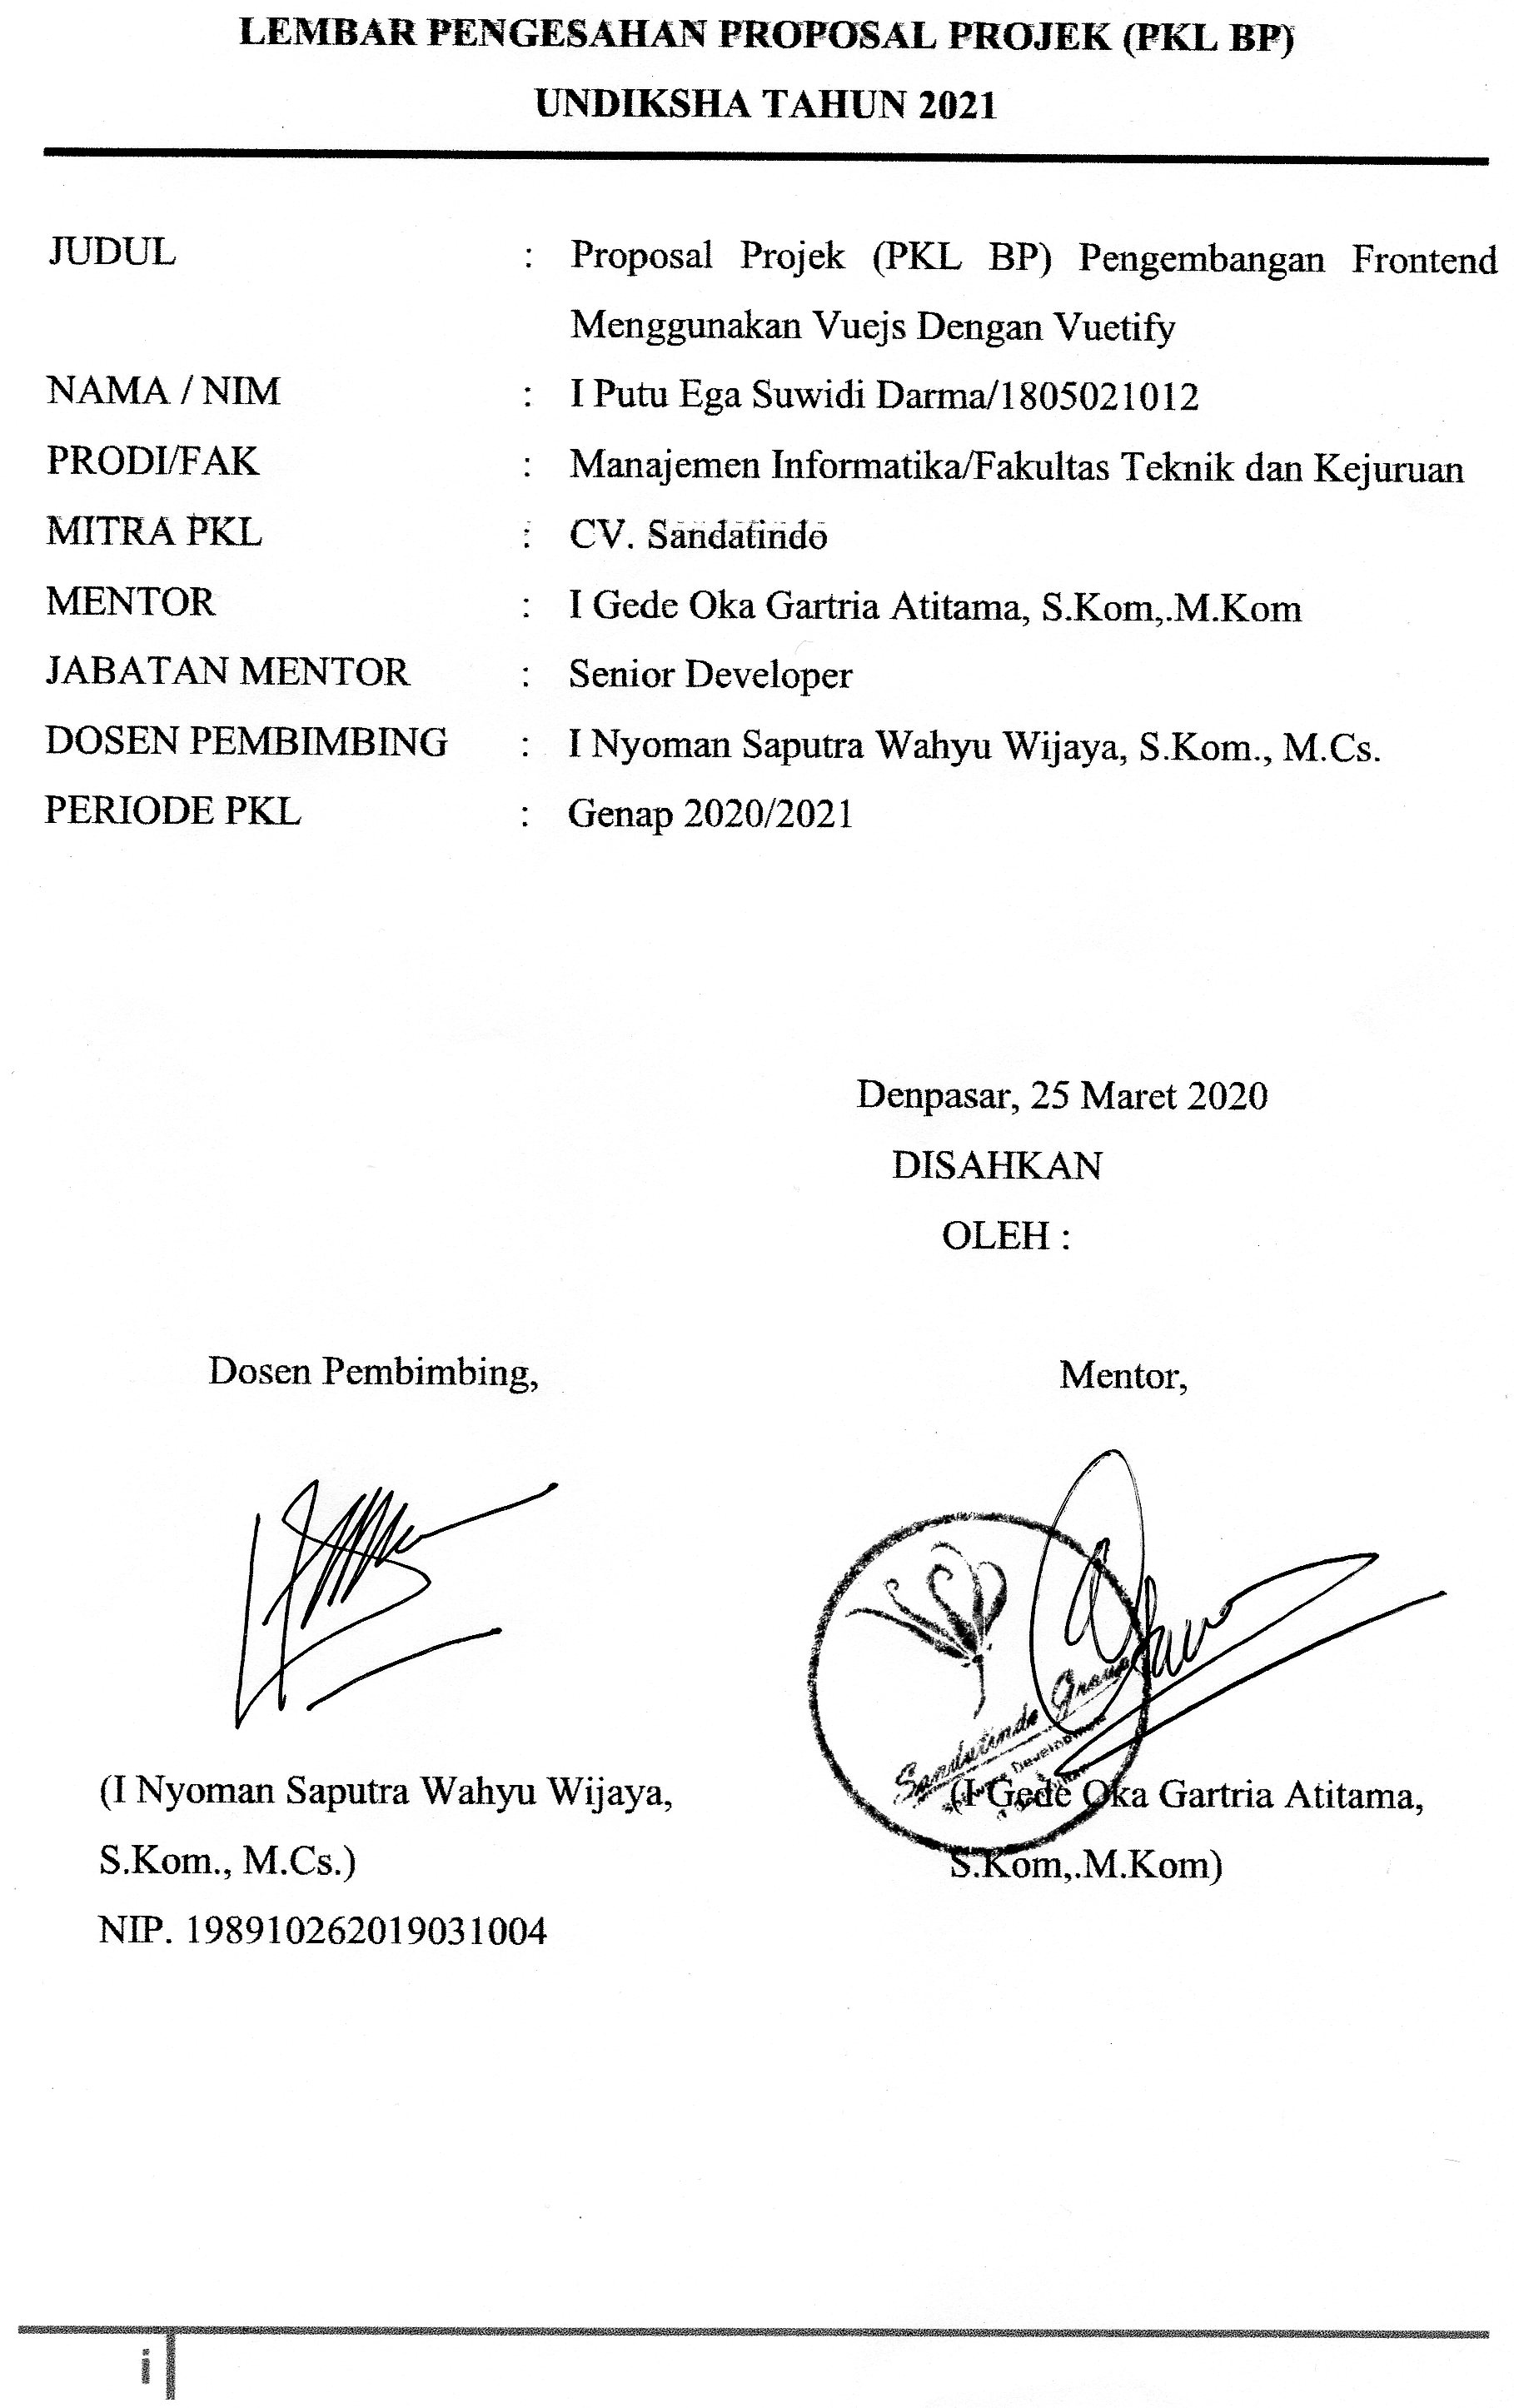 LEMBAR PENGESAHAN PROPOSAL PROJEK (PKL BP)
UNDIKSHA TAHUN 2021
JUDUL : Proposal Projek (PKL BP) Pengembangan Frontend
Menggunakan Vuejs Dengan Vuetify
NAMA / NIM : I Putu Ega Suwidi Darma/1805021012
PRODI/FAK : Manajemen Informatika/Fakultas Teknik dan Kejuruan
MITRA PKL : CV. Sandatindo
MENTOR : I Gede Oka Gartria Atitama, S.Kom,.M.Kom
JABATAN MENTOR : Senior Developer
DOSEN PEMBIMBING : I Nyoman Saputra Wahyu Wijaya, S.Kom., M.Cs.
PERIODE PKL : Genap 2020/2021
Denpasar, 25 Maret 2020
DISAHKAN
OLEH :
Dosen Pembimbing, Mentor,
Sandatindo Group
Development
(I Nyoman Saputra Wahyu Wijaya, (I Gede Oka Gartria Atitama,
S.Kom., M.Cs.) S.Kom,.M.Kom)
NIP. 198910262019031004
i